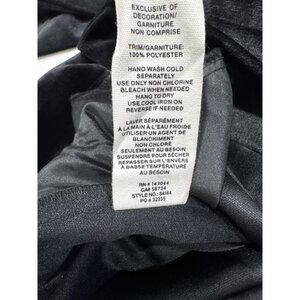 EXCLUSIVE OF
DECORATION/
GARNITURE
NON COMPRISE
TRIM/GARNITURE:
100% POLYESTER
HAND WASH COLD
SEPARATELY
USE ONLY NON CHLORINE
BLEACH WHEN NEEDED
HANG TO DRY
USE COOL IRON ON
REVERSE IF NEEDED
LAVER SÉPARÉMENT
À LA MAIN À L'EAU FROIDE
UTILISER UN AGENT DE
BLANCHIMENT
NON CHLORÉ
SEULEMENT AU BESOIN
SUSPENDRE POUR SÉCHER
REPASSER SUR L'ENVERS
À BASSE TEMPÉRATURE
AU BESOIN
RN# 143044
CA# 58734
STYLE NO.: 84184
PO # 32335